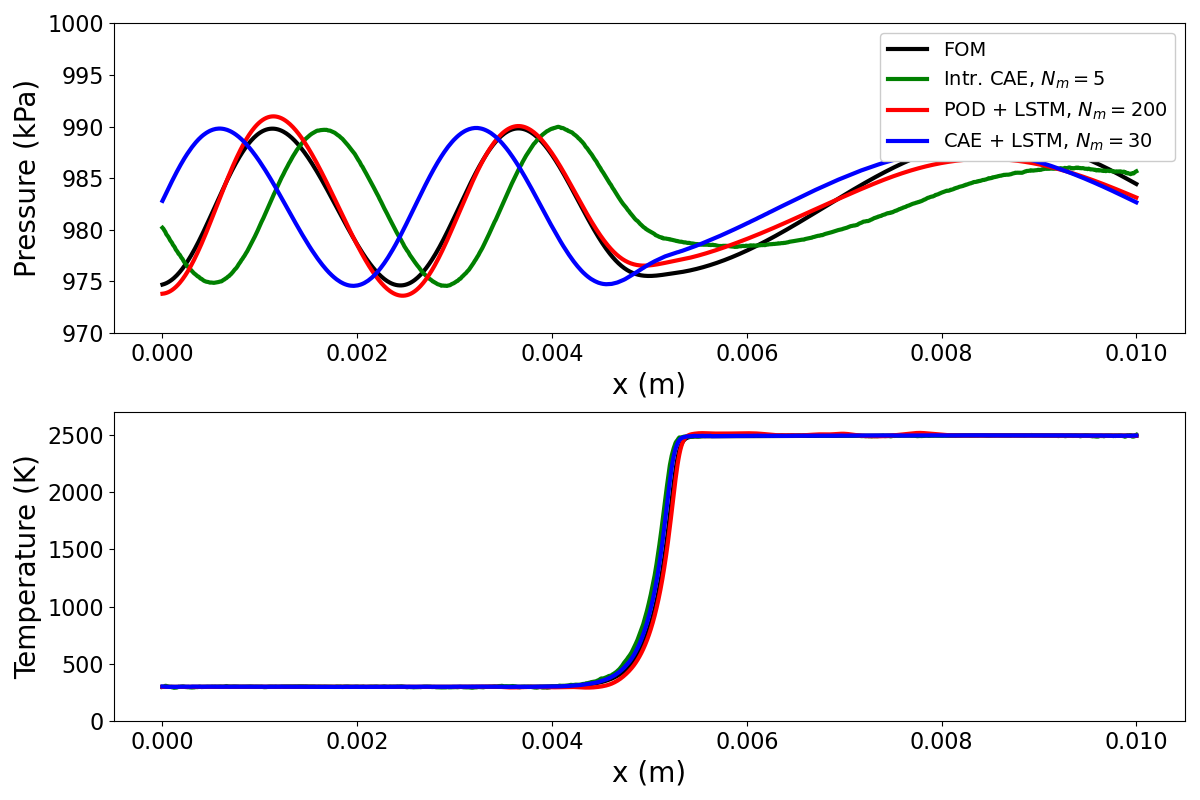 1000
995
990
985
980
975
970
Pressure (kPa)
FOM
Intr. CAE, $N_m = 5$
POD + LSTM, $N_m = 200$
CAE + LSTM, $N_m = 30$
0.000 0.002 0.004 0.006 0.008 0.010
x (m)
2500
2000
1500
1000
500
0
Temperature (K)
0.000 0.002 0.004 0.006 0.008 0.010
x (m)